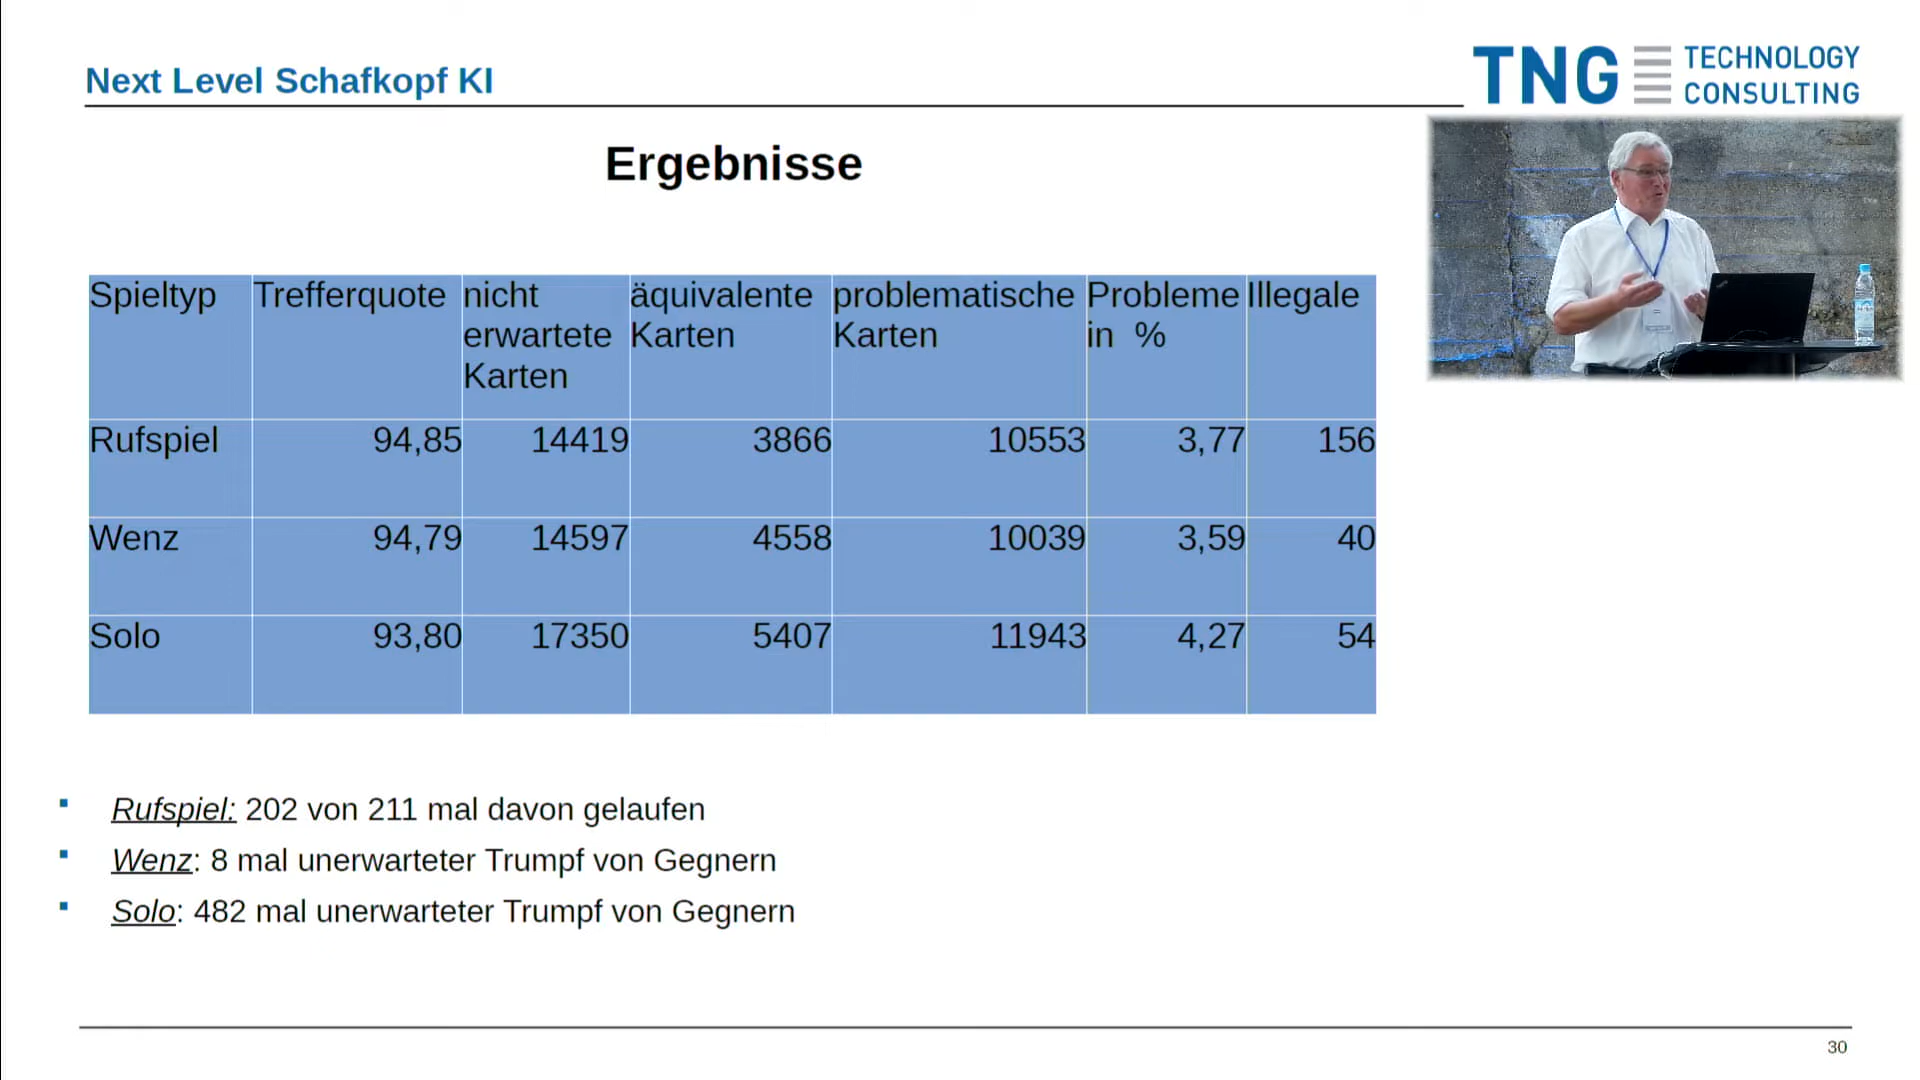 Next Level Schafkopf KI
TNG TECHNOLOGY CONSULTING
Ergebnisse
Spieltyp Trefferquote nicht erwartete Karten äquivalente Karten problematische Karten Probleme in % Illegale
Rufspiel 94,85 14419 3866 10553 3,77 156
Wenz 94,79 14597 4558 10039 3,59 40
Solo 93,80 17350 5407 11943 4,27 54
Rufspiel: 202 von 211 mal davon gelaufen
Wenz: 8 mal unerwarteter Trumpf von Gegnern
Solo: 482 mal unerwarteter Trumpf von Gegnern
30